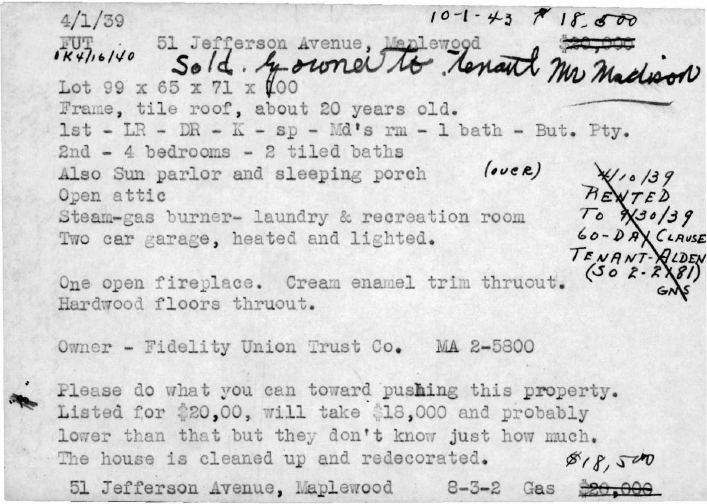 4/1/39 10-1-43 18,500
FUT 51 Jefferson Avenue, Maplewood $20,000
OK4/16/40 Sold by owner to tenant Mr Madison
Lot 99 x 65 x 71 x 100
Frame, tile roof, about 20 years old.
1st - LR - DR - K - sp - Md's rm - 1 bath - But. Pty.
2nd - 4 bedrooms - 2 tiled baths
Also Sun parlor and sleeping porch (over)
Open attic
Steam-gas burner- laundry & recreation room
Two car garage, heated and lighted.
4/10/39
RENTED
TO 9/30/39
60-DAY CLAUSE
TENANT-ALDEN
(SO 2-2181)
GNS
One open fireplace. Cream enamel trim thruout.
Hardwood floors thruout.
Owner - Fidelity Union Trust Co. MA 2-5800
Please do what you can toward pushing this property.
Listed for $20,00, will take $18,000 and probably
lower than that but they don't know just how much.
The house is cleaned up and redecorated. $18,500
51 Jefferson Avenue, Maplewood 8-3-2 Gas $20,000